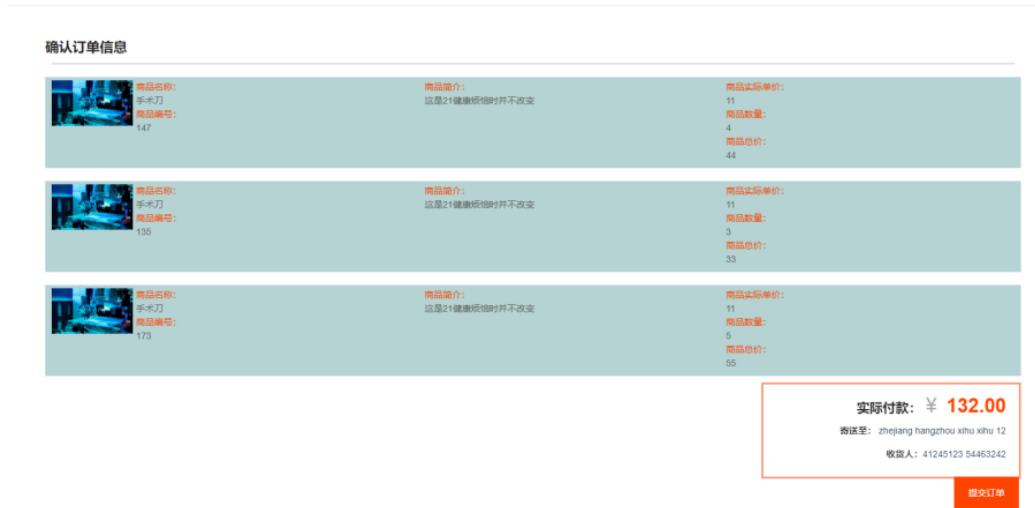 确认订单信息
商品名称：
手术刀
商品编号：
147
商品简介：
这是21健康烦恼时并不改变
商品实际单价：
11
商品数量：
4
商品总价：
44
商品名称：
手术刀
商品编号：
135
商品简介：
这是21健康烦恼时并不改变
商品实际单价：
11
商品数量：
3
商品总价：
33
商品名称：
手术刀
商品编号：
173
商品简介：
这是21健康烦恼时并不改变
商品实际单价：
11
商品数量：
5
商品总价：
55
实际付款： ¥ 132.00
寄送至： zhejiang hangzhou xihu xihu 12
收货人： 41245123 54463242
提交订单